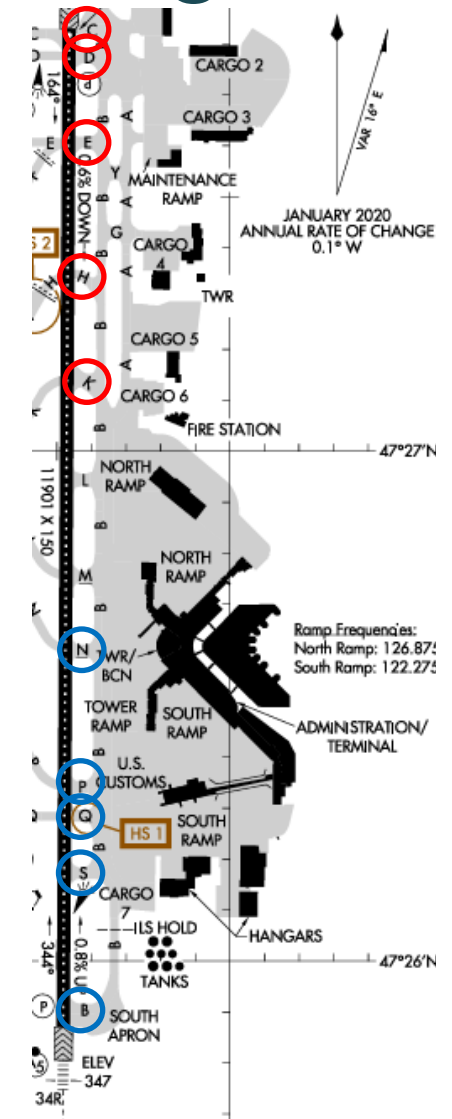 C
D
CARGO 2
164°
B
A
CARGO 3
E
E
0.6% DOWN
Y
B
A
MAINTENANCE
RAMP
VAR 16° E
JANUARY 2020
ANNUAL RATE OF CHANGE
0.1° W
G
B
CARGO
4
S 2
H
H
A
TWR
B
CARGO 5
A
K
CARGO 6
B
FIRE STATION
47°27'N
11901 X 150
NORTH
RAMP
L
B
M
NORTH
RAMP
B
N
TWR/
BCN
Ramp Frequencies:
North Ramp: 126.875
South Ramp: 122.275
TOWER
RAMP
SOUTH
RAMP
ADMINISTRATION/
TERMINAL
B
P
U.S.
CUSTOMS
Q
HS 1
SOUTH
RAMP
B
S
CARGO
7
ILS HOLD
HANGARS
B
344°
0.8% U
47°26'N
TANKS
P
B
SOUTH
APRON
A5
ELEV
347
34R